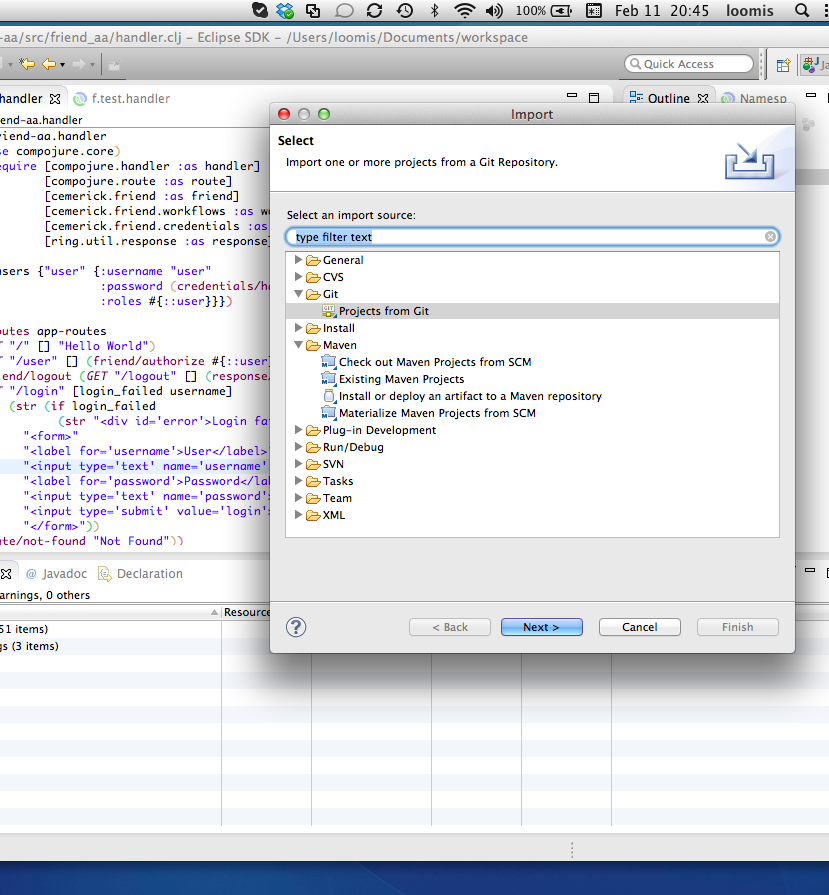 100% Feb 11 20:45 loomis
-aa/src/friend_aa/handler.clj – Eclipse SDK – /Users/loomis/Documents/workspace
Quick Access Ja
handler f.test.handler
Outline Namesp
end-aa.handler
riend-aa.handler
se compojure.core)
equire [compojure.handler :as handler]
[compojure.route :as route]
[cemerick.friend :as friend]
[cemerick.friend.workflows :as wo
[cemerick.friend.credentials :as
[ring.util.response :as response]
users {"user" {:username "user"
:password (credentials/ha
:roles #{::user}}})
outes app-routes
T "/" [] "Hello World")
T "/user" [] (friend/authorize #{::user}
end/logout (GET "/logout" [] (response/
T "/login" [login_failed username]
(str (if login_failed
(str "<div id='error'>Login fai
"<form>"
"<label for='username'>User</label>"
"<input type='text' name='username'
"<label for='password'>Password</lab
"<input type='text' name='password'>
"<input type='submit' value='login'>
"</form>"))
ute/not-found "Not Found"))
Import
Select
Import one or more projects from a Git Repository.
Select an import source:
type filter text
General
CVS
Git
Projects from Git
Install
Maven
Check out Maven Projects from SCM
Existing Maven Projects
Install or deploy an artifact to a Maven repository
Materialize Maven Projects from SCM
Plug-in Development
Run/Debug
SVN
Tasks
Team
XML
? < Back Next > Cancel Finish
@ Javadoc Declaration
arnings, 0 others
Resource
51 items)
gs (3 items)